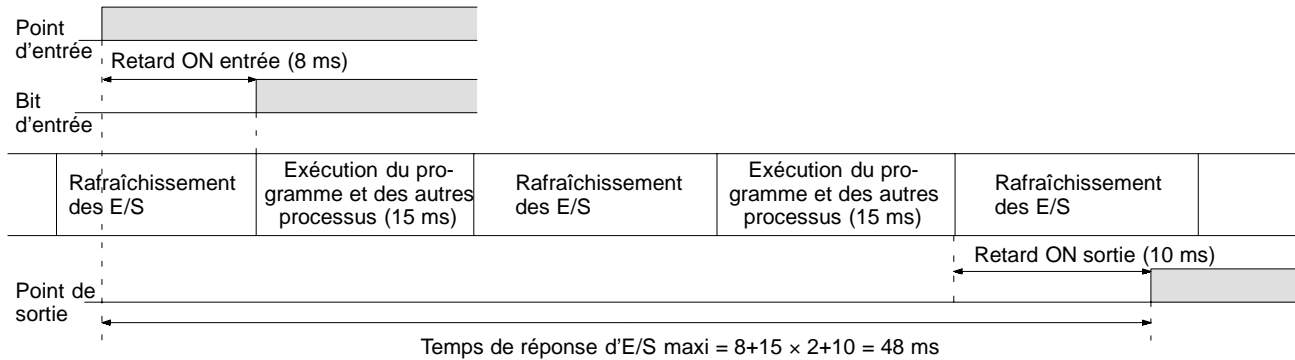 Point
d'entrée
Retard ON entrée (8 ms)
Bit
d'entrée
Rafraîchissement
des E/S
Exécution du pro-
gramme et des autres
processus (15 ms)
Rafraîchissement
des E/S
Exécution du pro-
gramme et des autres
processus (15 ms)
Rafraîchissement
des E/S
Retard ON sortie (10 ms)
Point de
sortie
Temps de réponse d'E/S maxi = 8+15 × 2+10 = 48 ms